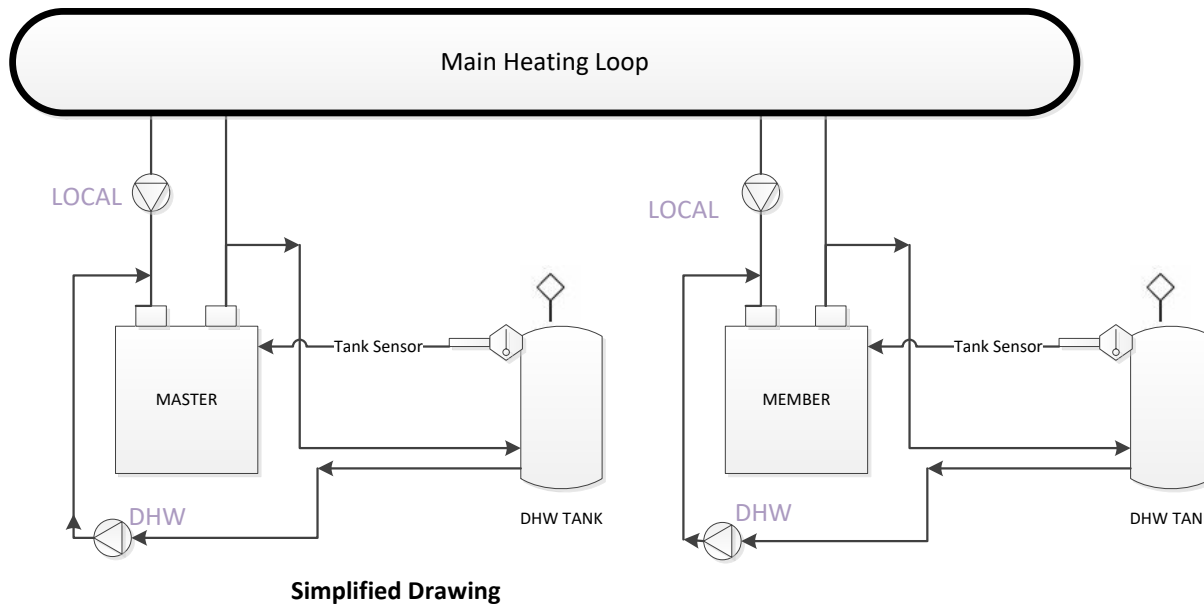 Main Heating Loop
LOCAL
LOCAL
Tank Sensor
Tank Sensor
MASTER
MEMBER
DHW
DHW
DHW TANK
DHW TAN
Simplified Drawing